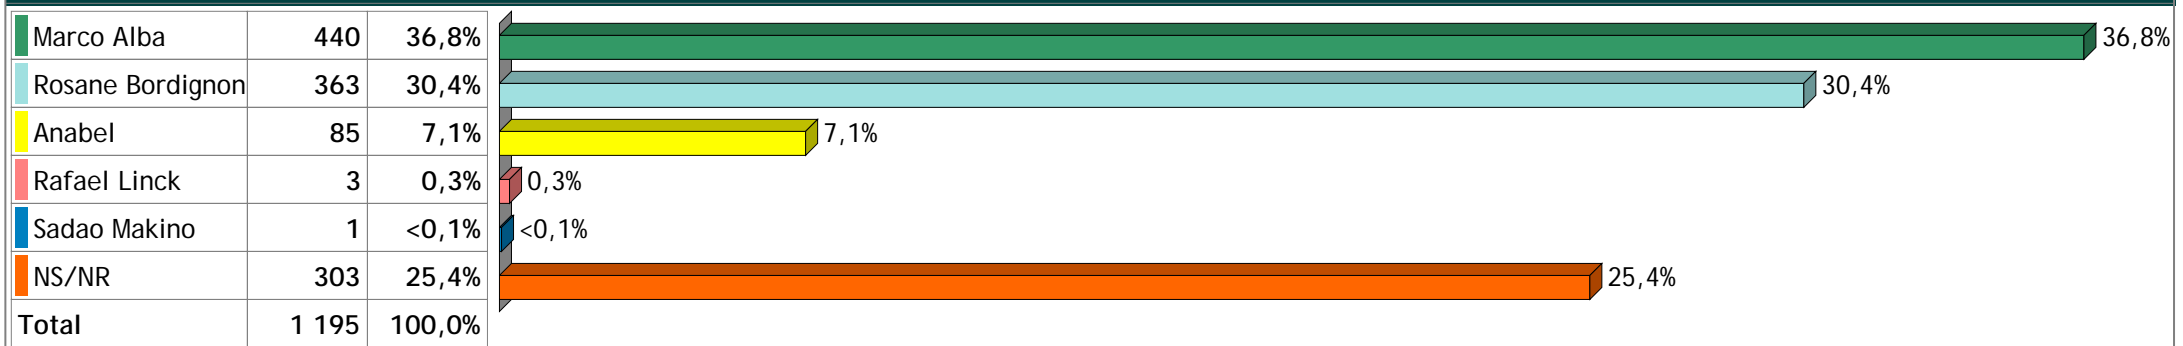 Marco Alba 440 36,8% 36,8%
Rosane Bordignon 363 30,4% 30,4%
Anabel 85 7,1% 7,1%
Rafael Linck 3 0,3% 0,3%
Sadao Makino 1 <0,1% <0,1%
NS/NR 303 25,4% 25,4%
Total 1 195 100,0%